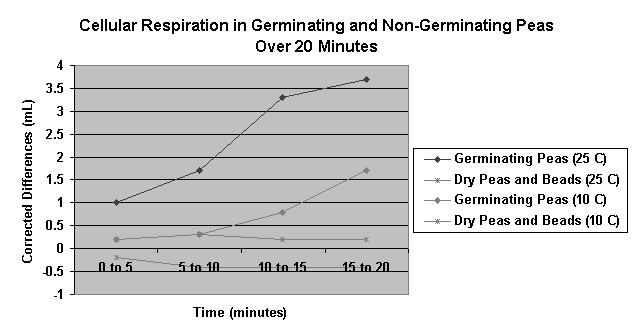 Cellular Respiration in Germinating and Non-Germinating Peas
Over 20 Minutes
4
3.5
3
2.5
2
1.5
1
0.5
0
-0.5
-1
Corrected Differences (mL)
0 to 5 5 to 10 10 to 15 15 to 20
Time (minutes)
Germinating Peas (25 C)
Dry Peas and Beads (25 C)
Germinating Peas (10 C)
Dry Peas and Beads (10 C)